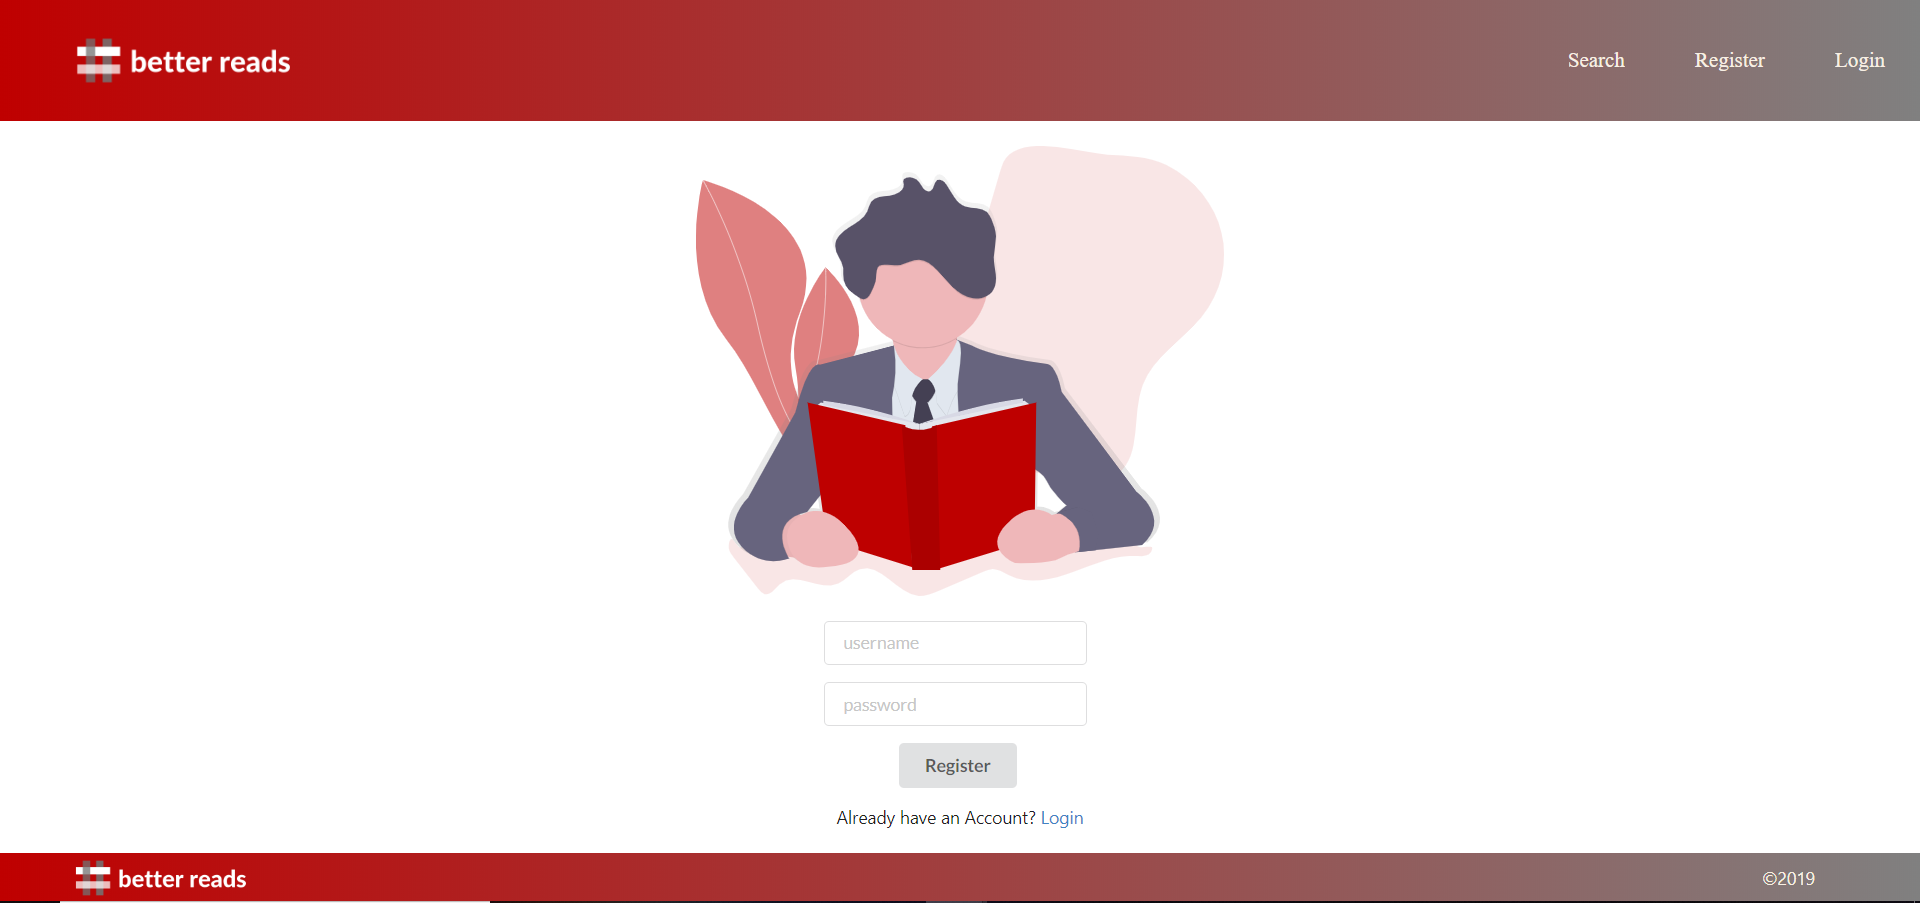 better reads
Search Register Login
username
password
Register
Already have an Account? Login
better reads
©2019